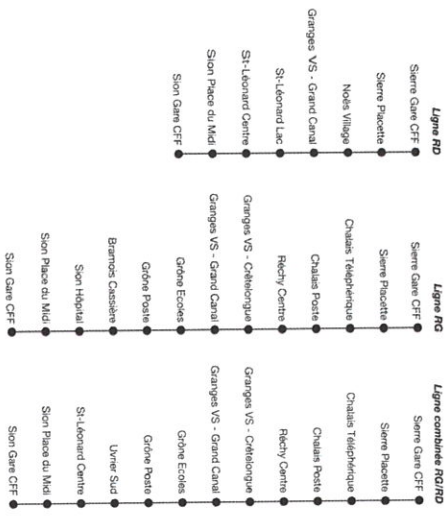 Ligne RD
Sierre Gare CFF
Sierre Placette
Noës Village
Granges VS - Grand Canal
St-Léonard Lac
St-Léonard Centre
Sion Place du Midi
Sion Gare CFF
Ligne RG
Sierre Gare CFF
Sierre Placette
Chalais Téléphérique
Chalais Poste
Réchy Centre
Granges VS - Crêtelongue
Granges VS - Grand Canal
Grône Ecoles
Grône Poste
Bramois Cassière
Sion Hôpital
Sion Place du Midi
Sion Gare CFF
Ligne combinée RG/RD
Sierre Gare CFF
Sierre Placette
Chalais Téléphérique
Chalais Poste
Réchy Centre
Granges VS - Crêtelongue
Granges VS - Grand Canal
Grône Ecoles
Grône Poste
Uvrier Sud
St-Léonard Centre
Sion Place du Midi
Sion Gare CFF